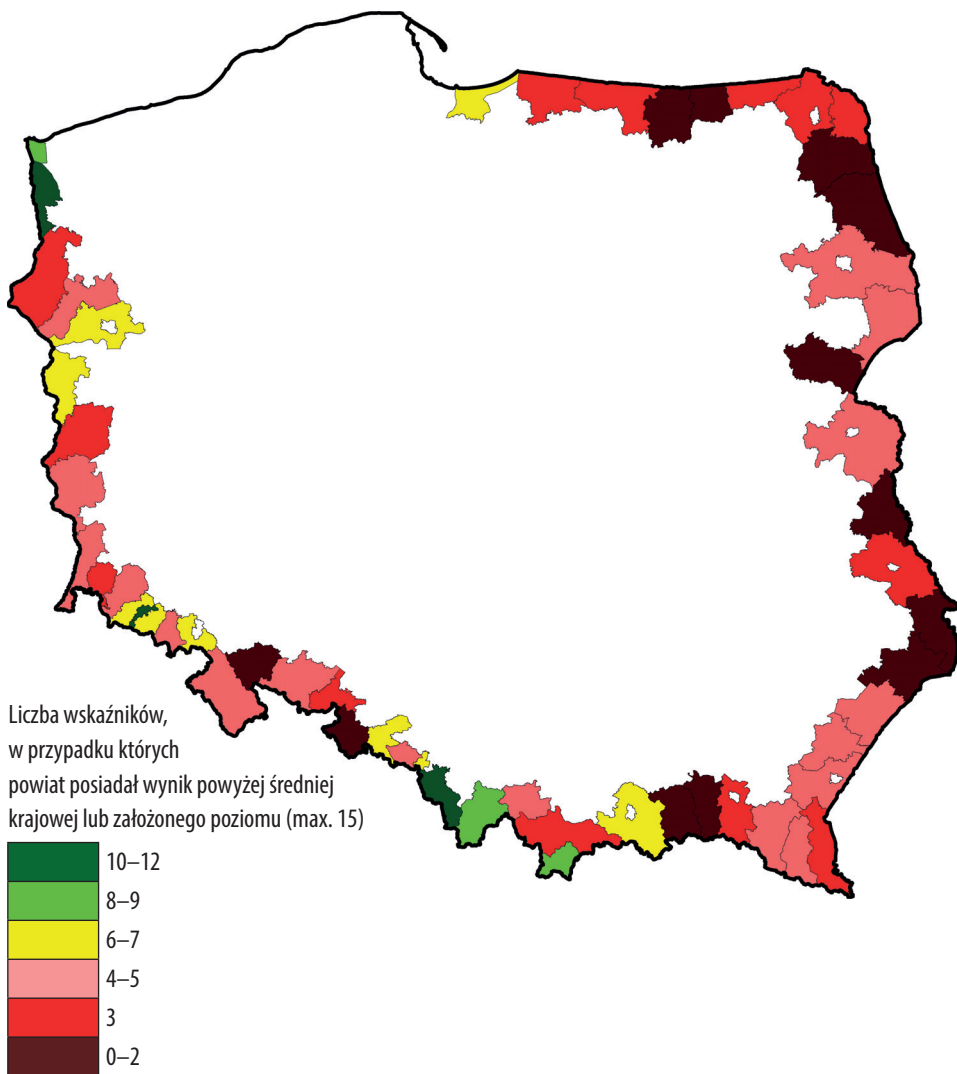 Liczba wskaźników,
w przypadku których
powiat posiadał wynik powyżej średniej
krajowej lub założonego poziomu (max. 15)
10–12
8–9
6–7
4–5
3
0–2